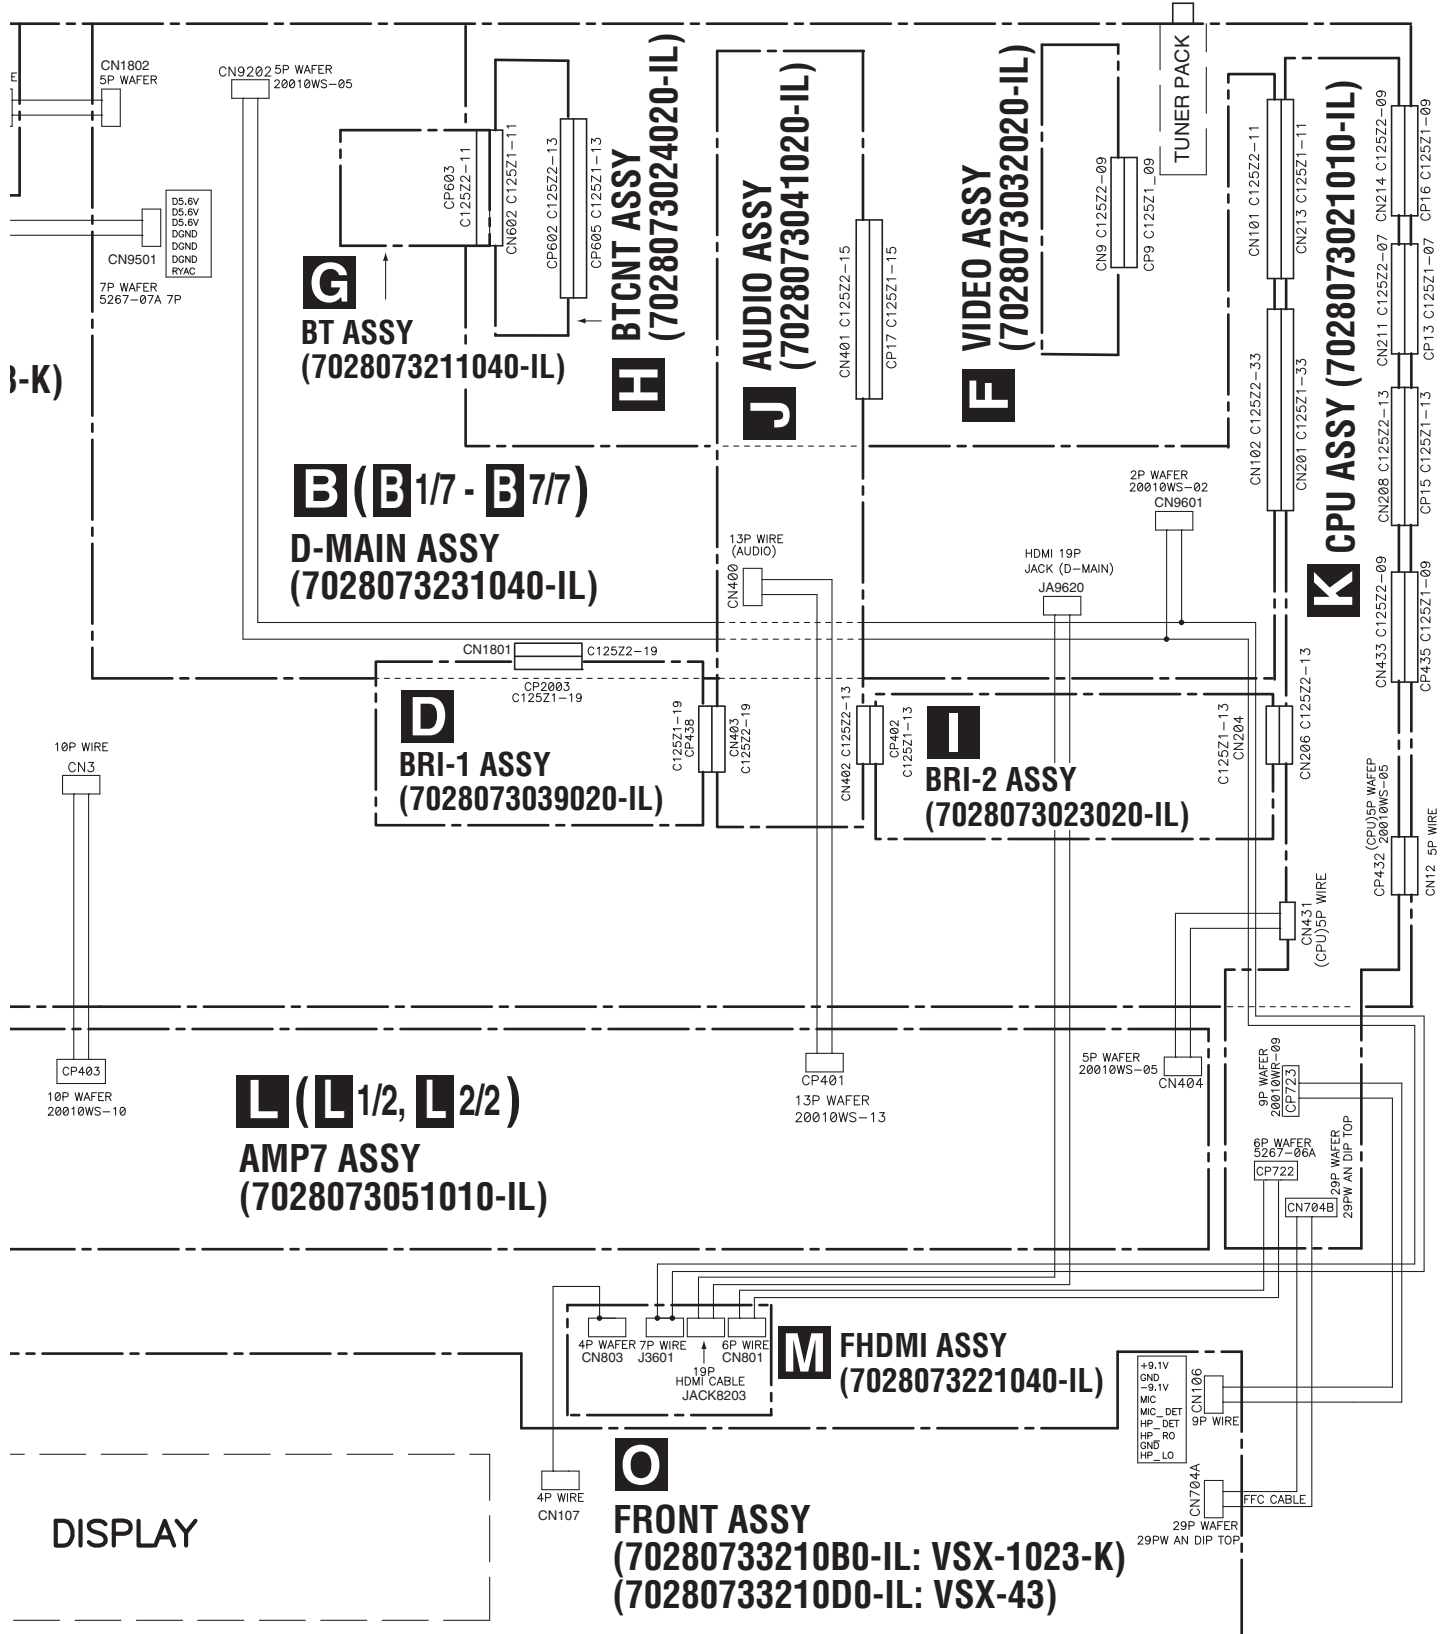 CN1802
5P WAFER
CN9202 5P WAFER
20010WS-05
TUNER PACK
D5.6V
D5.6V
D5.6V
DGND
DGND
DGND
RYAC
CN9501
7P WAFER
5267-07A 7P
3-K)
CP603
C125Z2-11
CN602 C125Z1-11
CP602 C125Z2-13
CP605 C125Z1-13
G
BT ASSY
(7028073211040-IL)
H
BTCNT ASSY
(7028073024020-IL)
J
AUDIO ASSY
(7028073041020-IL)
CN401 C125Z2-15
CP17 C125Z1-15
F
VIDEO ASSY
(7028073032020-IL)
CN9 C125Z2-09
CP9 C125Z1_09
CN101 C125Z2-11
CN213 C125Z1-11
CN102 C125Z2-33
CN201 C125Z1-33
K CPU ASSY (7028073021010-IL)
CN214 C125Z2-09
CP16 C125Z1-09
CN211 C125Z2-07
CP13 C125Z1-07
CN208 C125Z2-13
CP15 C125Z1-13
CN433 C125Z2-09
CP435 C125Z1-09
B (B 1/7 - B 7/7)
D-MAIN ASSY
(7028073231040-IL)
13P WIRE
(AUDIO)
CN400
2P WAFER
20010WS-02
CN9601
HDMI 19P
JACK (D-MAIN)
JA9620
CN1801
C125Z2-19
CP2003
C125Z1-19
D
BRI-1 ASSY
(7028073039020-IL)
C125Z1-19
CP438
CN403
C125Z2-19
CN402 C125Z2-13
CP402
C125Z1-13
I
BRI-2 ASSY
(7028073023020-IL)
C125Z1-13
CN204
CN206 C125Z2-13
10P WIRE
CN3
CP432
(CPU)5P WAFEP
20010WS-05
CN12 5P WIRE
CN431
(CPU)5P WIRE
CP403
10P WAFER
20010WS-10
L (L 1/2, L 2/2)
AMP7 ASSY
(7028073051010-IL)
CP401
13P WAFER
20010WS-13
5P WAFER
20010WS-05
CN404
9P WAFER
20010WR-09
CP723
6P WAFER
5267-06A
CP722
CN704B
29P WAFER
29PW AN DIP TOP
4P WAFER
CN803
7P WIRE
J3601
19P
HDMI CABLE
JACK8203
6P WIRE
CN801
M
FHDMI ASSY
(7028073221040-IL)
+9.1V
GND
-9.1V
MIC
MIC_DET
HP_DET
HP_RO
GND
HP_LO
CN106
9P WIRE
CN704A
FFC CABLE
29P WAFER
29PW AN DIP TOP
4P WIRE
CN107
O
FRONT ASSY
(70280733210B0-IL: VSX-1023-K)
(70280733210D0-IL: VSX-43)
DISPLAY